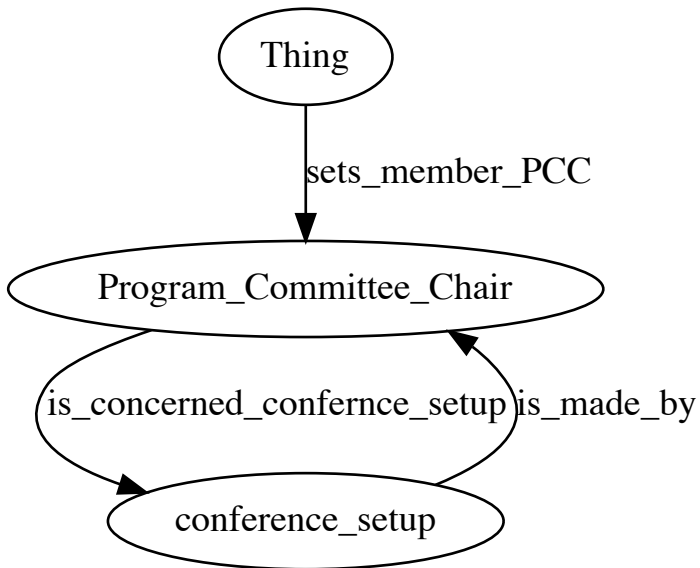 Thing
sets_member_PCC
Program_Committee_Chair
is_concerned_confernce_setup
is_made_by
conference_setup